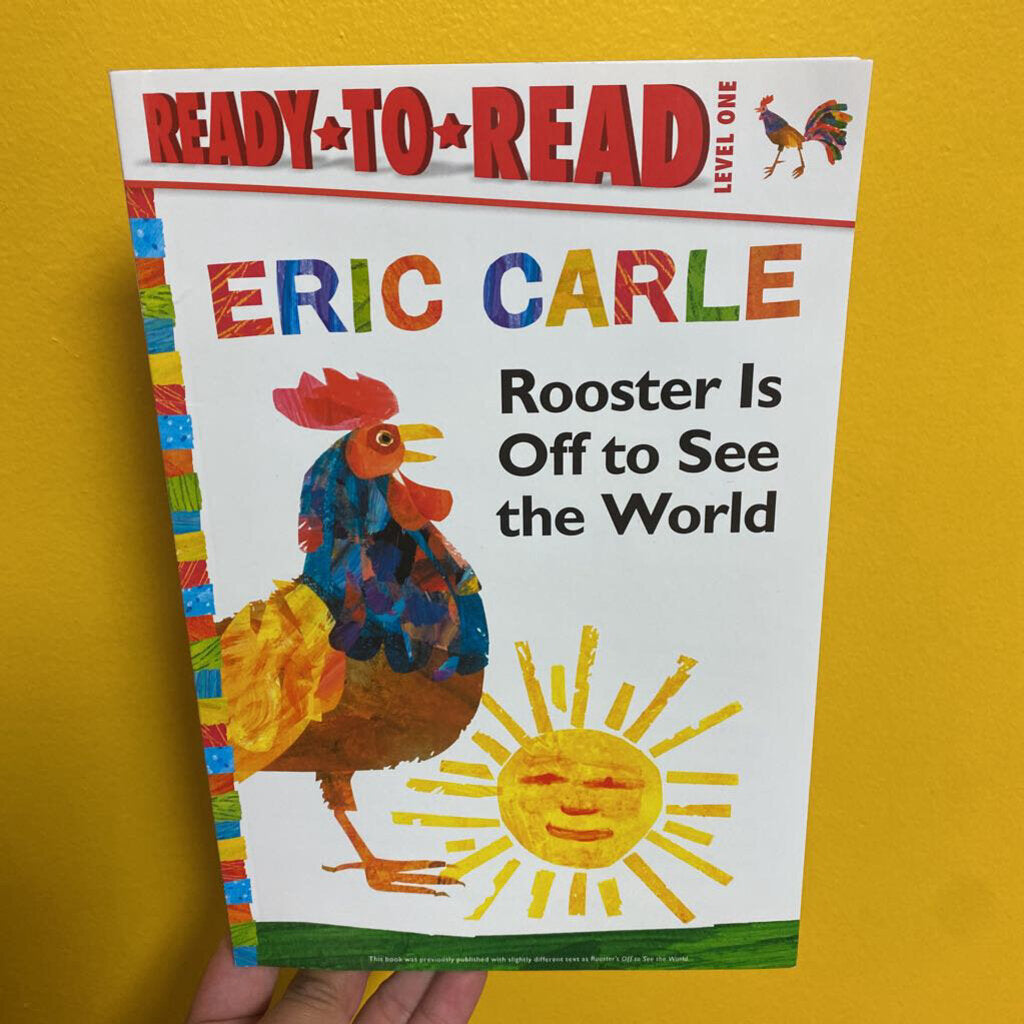 READY★TO★READ
LEVEL ONE
ERIC CARLE
Rooster Is
Off to See
the World
This book was previously published with slightly different text as Rooster's Off to See the World.